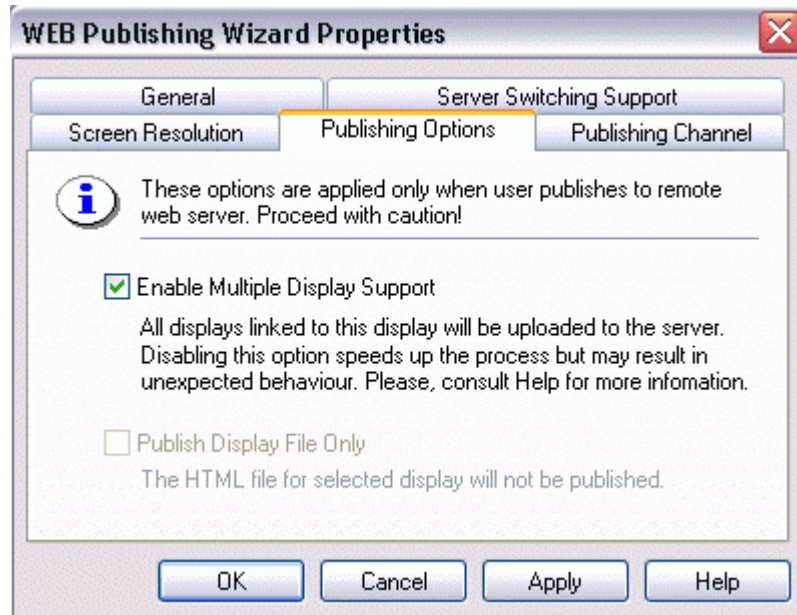 WEB Publishing Wizard Properties
General
Server Switching Support
Screen Resolution
Publishing Options
Publishing Channel
These options are applied only when user publishes to remote
web server. Proceed with caution!
Enable Multiple Display Support
All displays linked to this display will be uploaded to the server.
Disabling this option speeds up the process but may result in
unexpected behaviour. Please, consult Help for more infomation.
Publish Display File Only
The HTML file for selected display will not be published.
OK
Cancel
Apply
Help